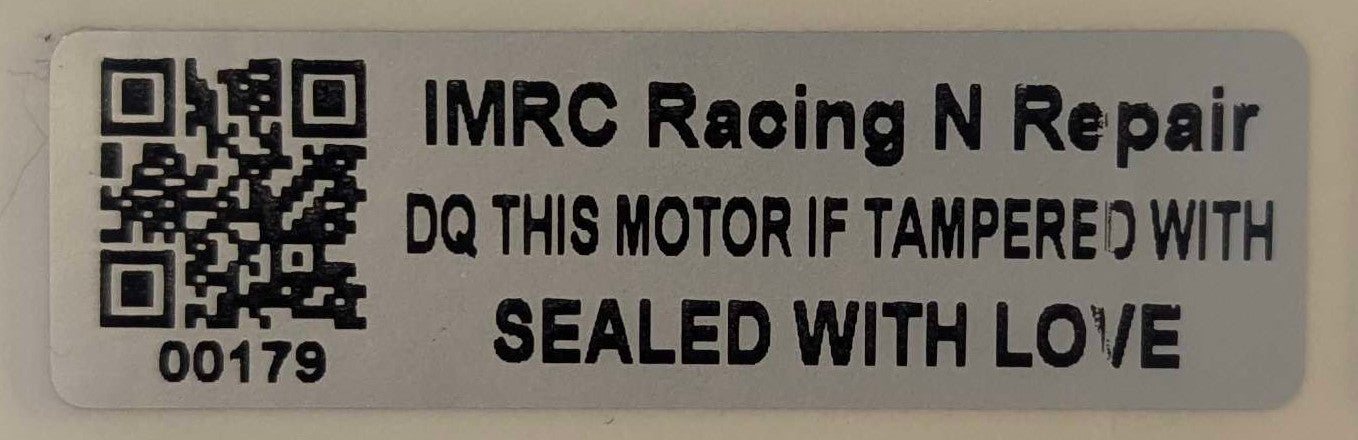 IMRC Racing N Repair
DQ THIS MOTOR IF TAMPERED WITH
SEALED WITH LOVE
00179